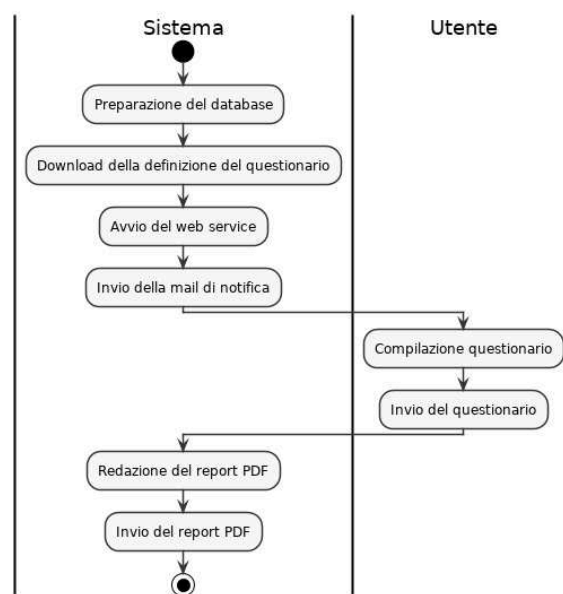 Sistema
Utente
Preparazione del database
Download della definizione del questionario
Avvio del web service
Invio della mail di notifica
Compilazione questionario
Invio del questionario
Redazione del report PDF
Invio del report PDF